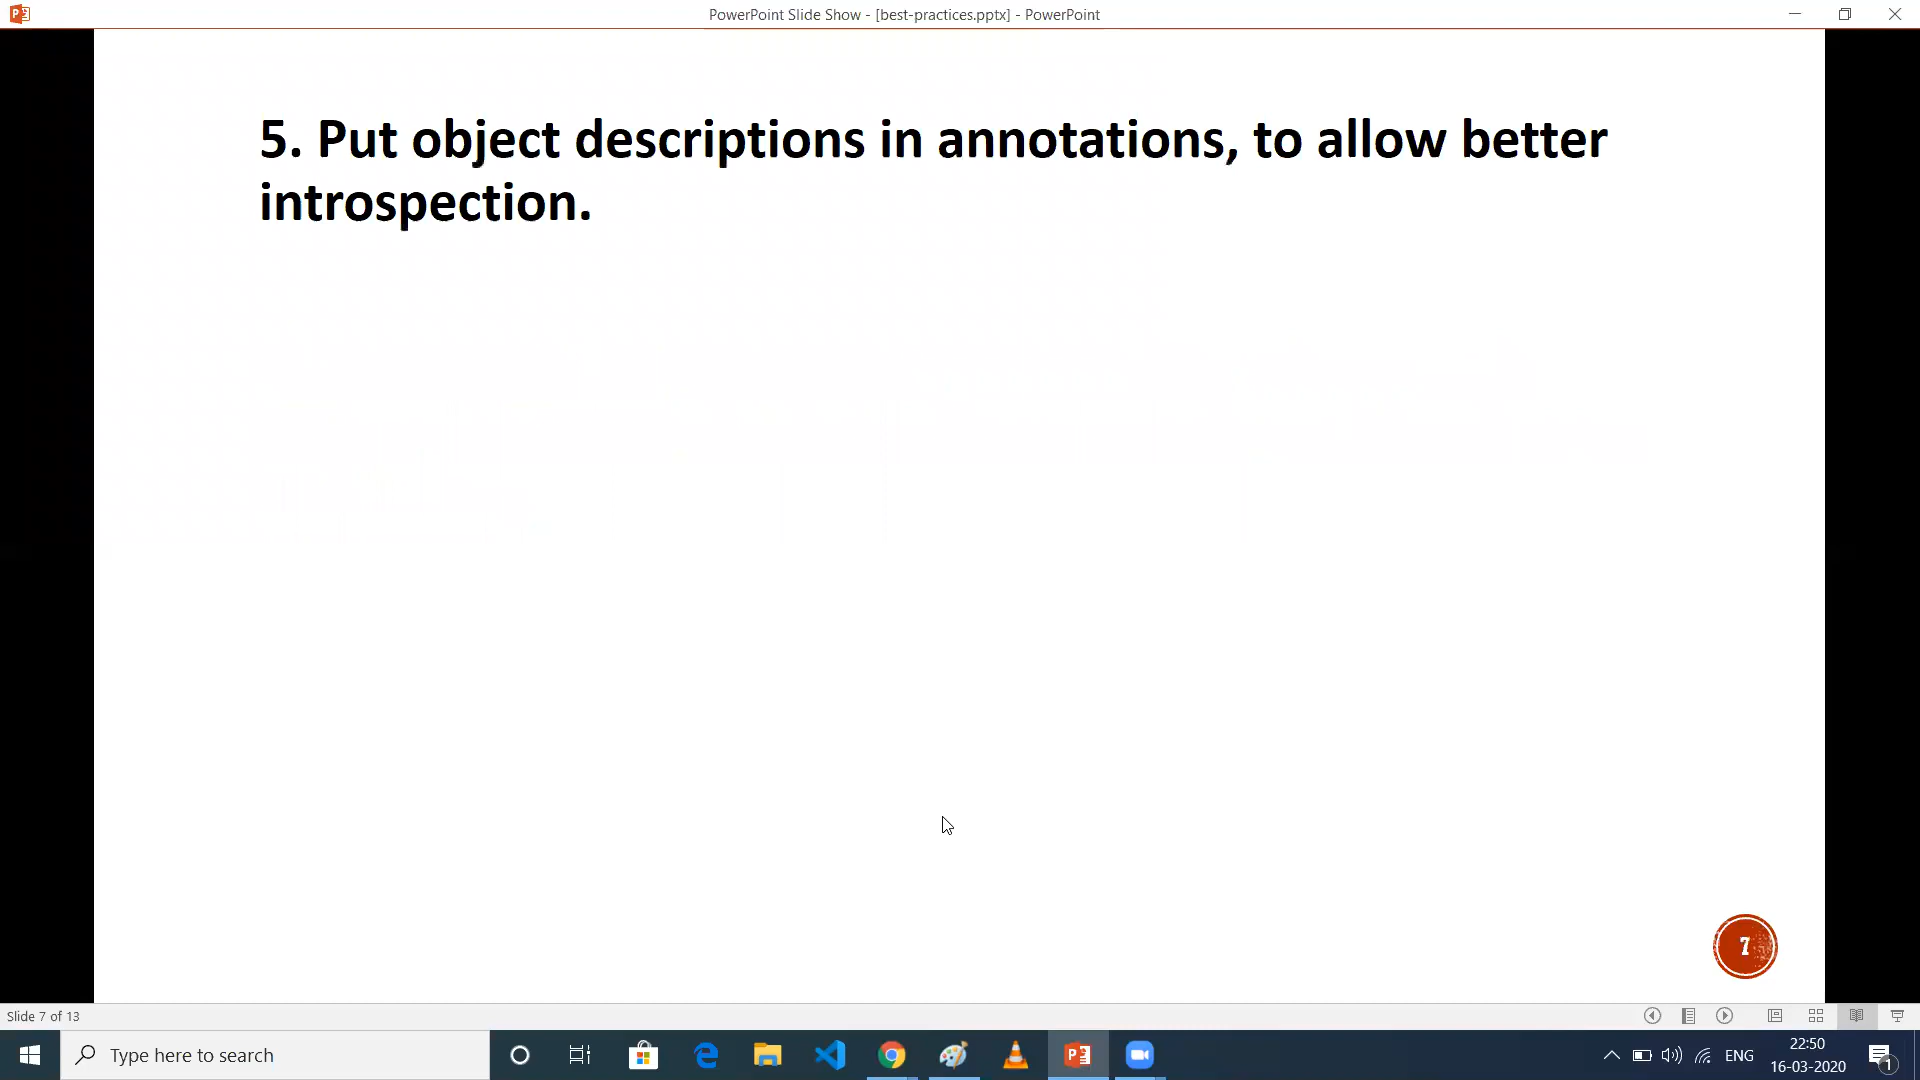 PowerPoint Slide Show - [best-practices.pptx] - PowerPoint
5. Put object descriptions in annotations, to allow better
introspection.
7
Slide 7 of 13
Type here to search
ENG
22:50
16-03-2020
1